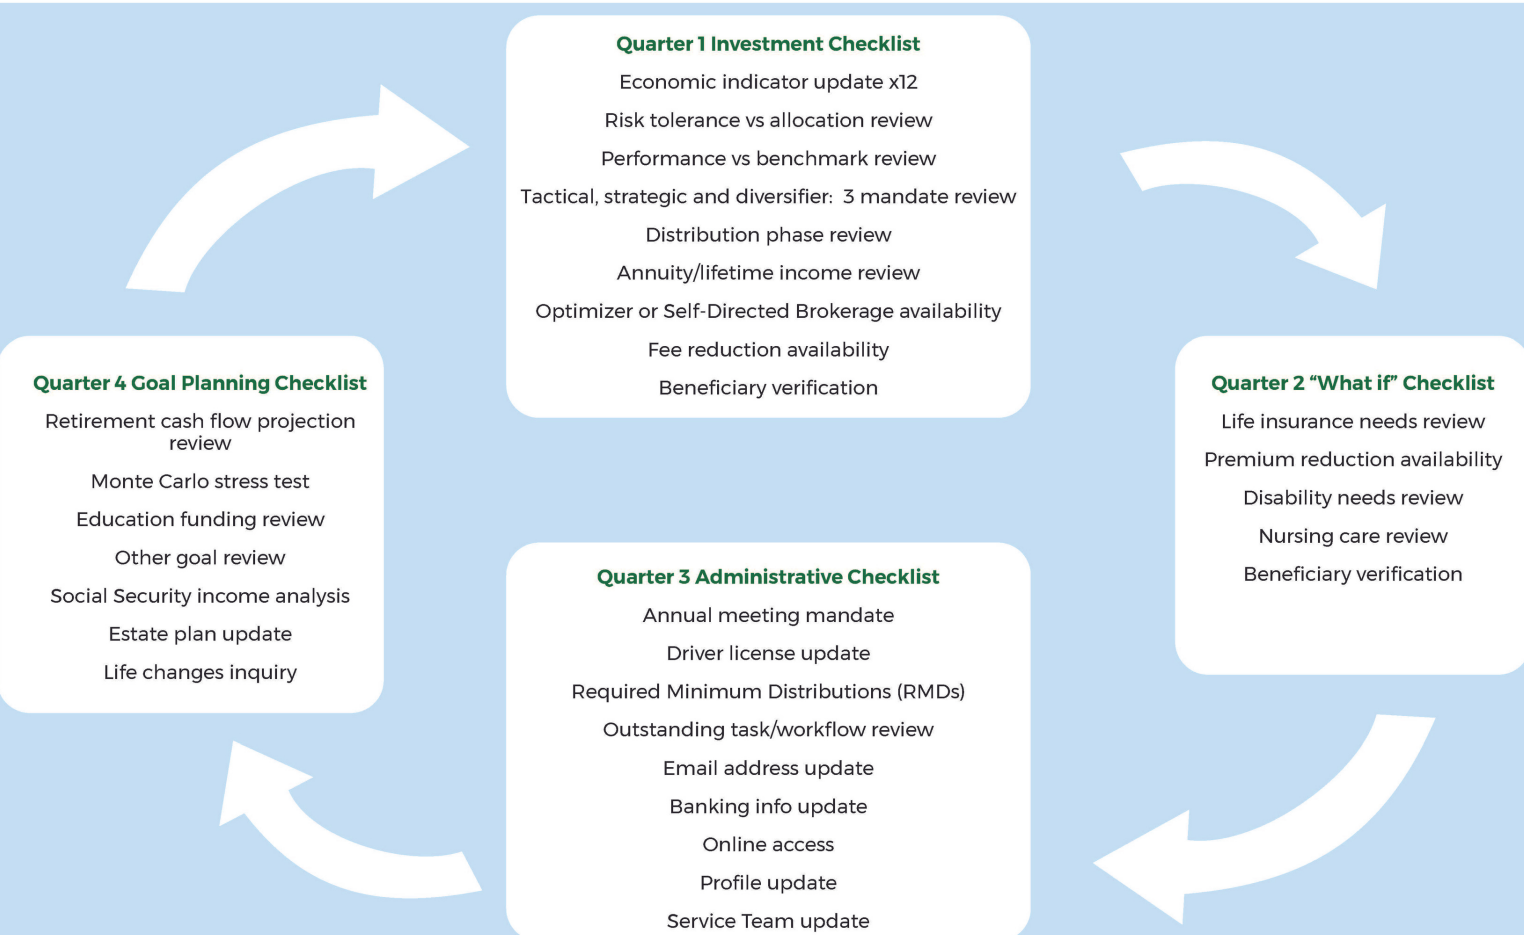 Quarter 1 Investment Checklist
Economic indicator update x12
Risk tolerance vs allocation review
Performance vs benchmark review
Tactical, strategic and diversifier:  3 mandate review
Distribution phase review
Annuity/lifetime income review
Optimizer or Self-Directed Brokerage availability
Fee reduction availability
Beneficiary verification
Quarter 2 “What if” Checklist
Life insurance needs review
Premium reduction availability
Disability needs review
Nursing care review
Beneficiary verification
Quarter 3 Administrative Checklist
Annual meeting mandate
Driver license update
Required Minimum Distributions (RMDs)
Outstanding task/workflow review
Email address update
Banking info update
Online access
Profile update
Service Team update
Quarter 4 Goal Planning Checklist
Retirement cash flow projection
review
Monte Carlo stress test
Education funding review
Other goal review
Social Security income analysis
Estate plan update
Life changes inquiry